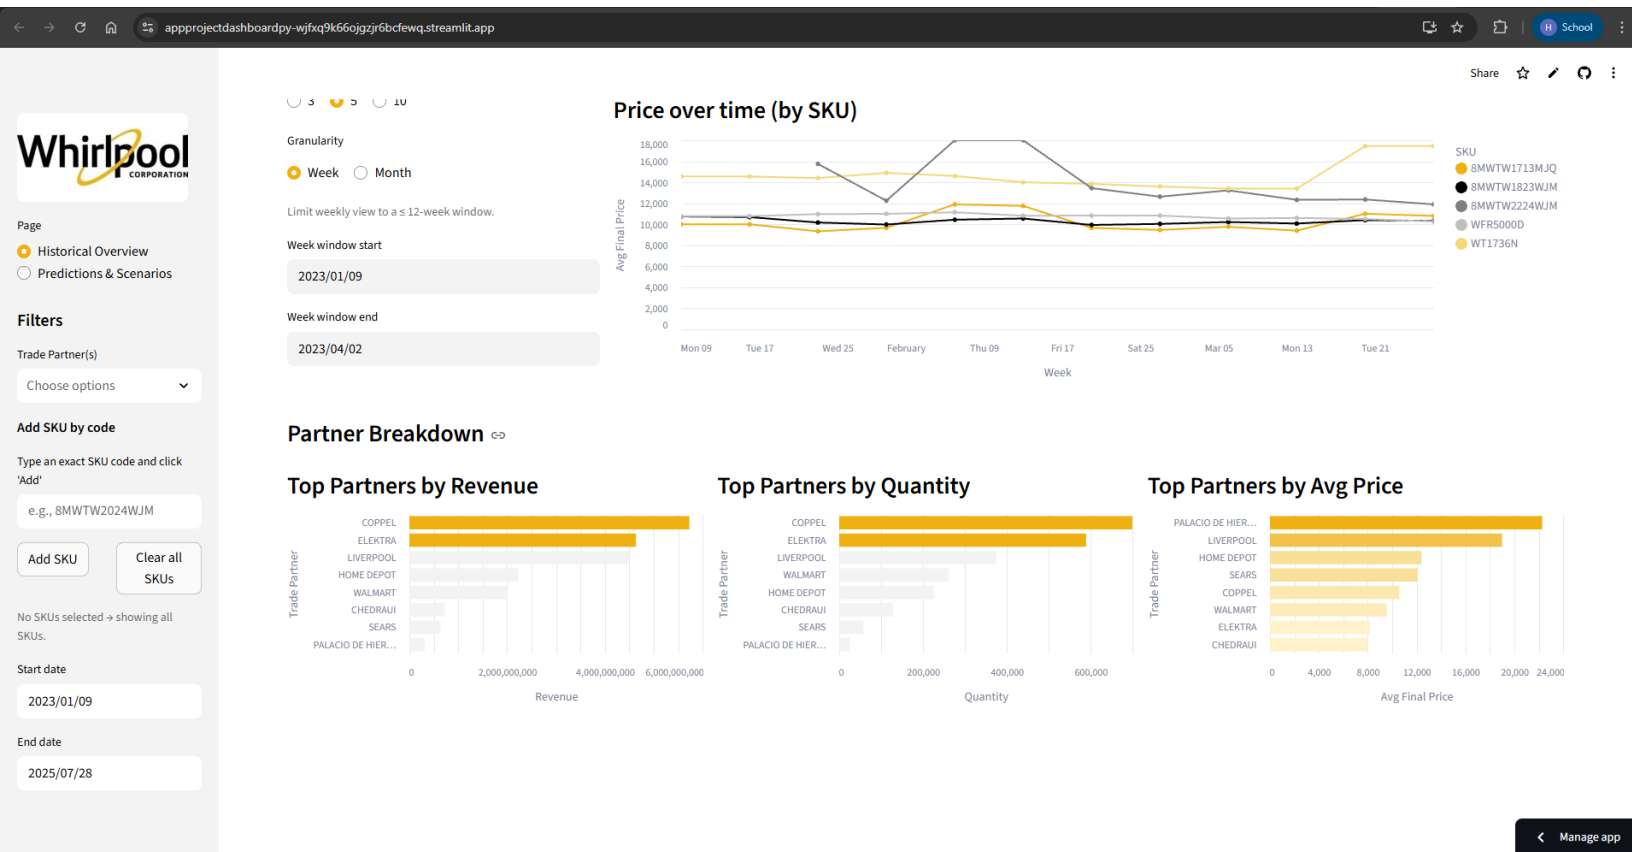 appprojectdashboardpy-wjfxq9k66ojgzjr6bcfewq.streamlit.app
H School
Share
Whirlpool
CORPORATION
Page
Historical Overview
Predictions & Scenarios
Filters
Trade Partner(s)
Choose options
Add SKU by code
Type an exact SKU code and click
'Add'
e.g., 8MWTW2024WJM
Add SKU
Clear all
SKUs
No SKUs selected → showing all
SKUs.
Start date
2023/01/09
End date
2025/07/28
3 5 10
Granularity
Week Month
Limit weekly view to a ≤ 12-week window.
Week window start
2023/01/09
Week window end
2023/04/02
Price over time (by SKU)
Avg Final Price
18,000
16,000
14,000
12,000
10,000
8,000
6,000
4,000
2,000
0
Mon 09 Tue 17 Wed 25 February Thu 09 Fri 17 Sat 25 Mar 05 Mon 13 Tue 21
Week
SKU
8MWTW1713MJQ
8MWTW1823WJM
8MWTW2224WJM
WFR5000D
WT1736N
Partner Breakdown
Top Partners by Revenue
Trade Partner
COPPEL
ELEKTRA
LIVERPOOL
HOME DEPOT
WALMART
CHEDRAUI
SEARS
PALACIO DE HIER…
0 2,000,000,000 4,000,000,000 6,000,000,000
Revenue
Top Partners by Quantity
Trade Partner
COPPEL
ELEKTRA
LIVERPOOL
WALMART
HOME DEPOT
CHEDRAUI
SEARS
PALACIO DE HIER…
0 200,000 400,000 600,000
Quantity
Top Partners by Avg Price
Trade Partner
PALACIO DE HIER…
LIVERPOOL
HOME DEPOT
SEARS
COPPEL
WALMART
ELEKTRA
CHEDRAUI
0 4,000 8,000 12,000 16,000 20,000 24,000
Avg Final Price
Manage app